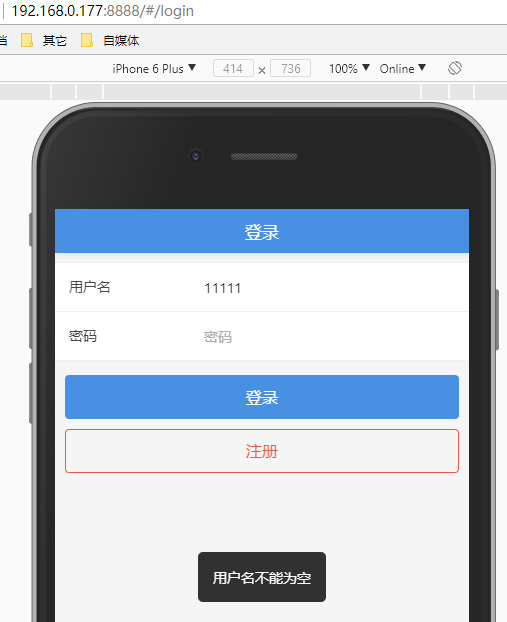 192.168.0.177:8888/#/login
其它 自媒体
iPhone 6 Plus ▼ 414 × 736 100% ▼ Online ▼
登录
用户名 11111
密码 密码
登录
注册
用户名不能为空